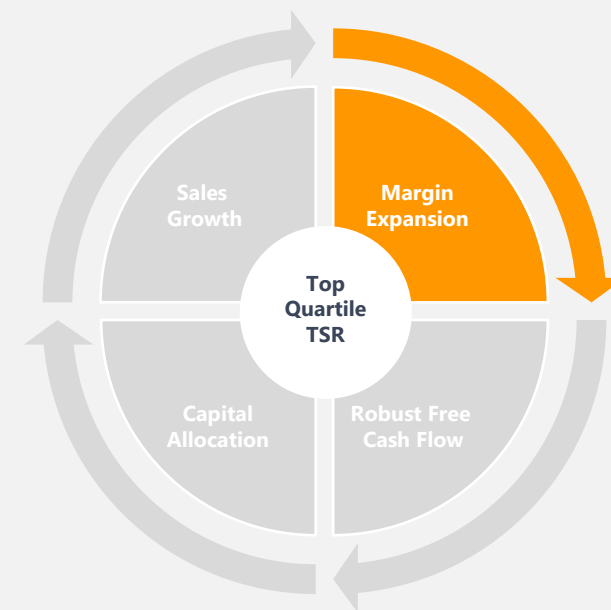 Sales
Growth
Margin
Expansion
Top
Quartile
TSR
Capital
Allocation
Robust Free
Cash Flow